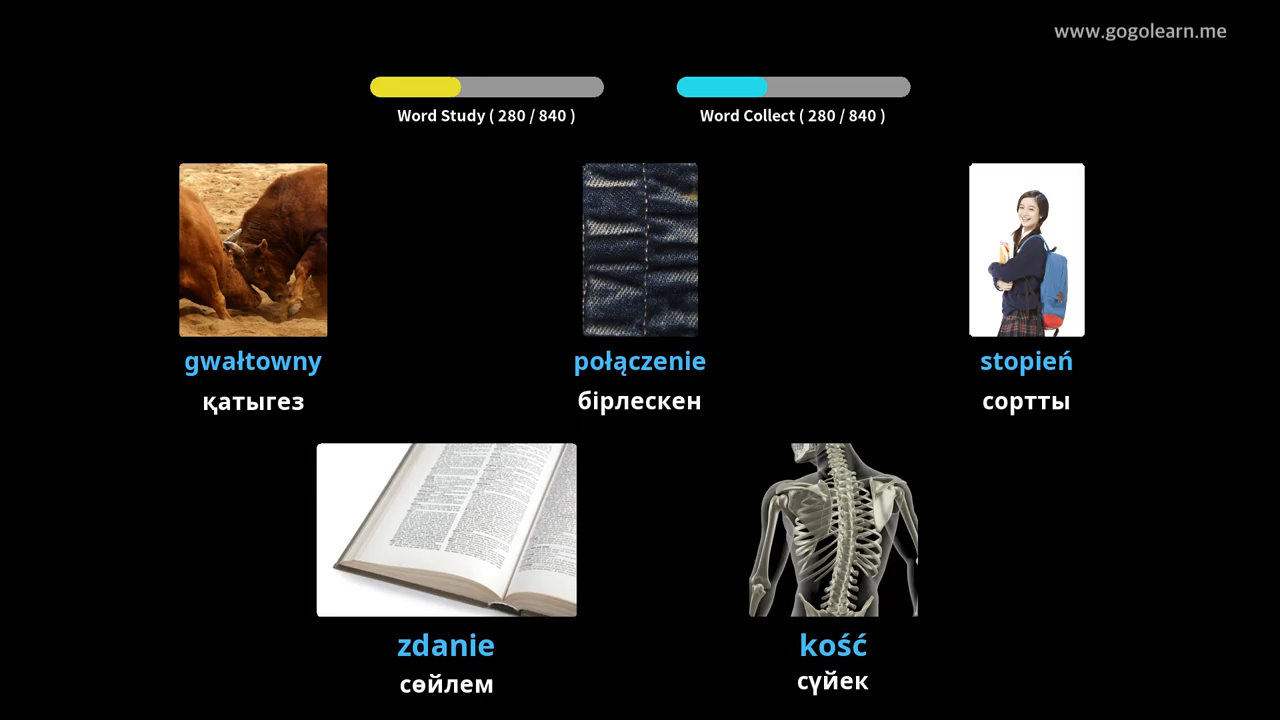 www.gogolearn.me
Word Study ( 280 / 840 )
Word Collect ( 280 / 840 )
gwałtowny
қатыгез
połączenie
бірлескен
stopień
сортты
zdanie
сөйлем
kość
сүйек